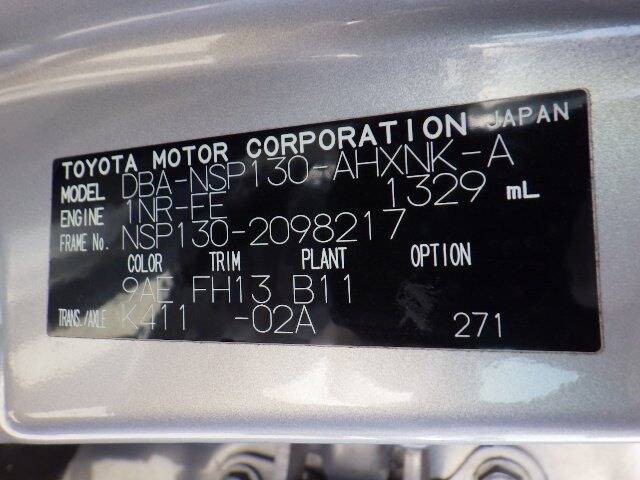 TOYOTA MOTOR CORPORATION JAPAN
MODEL DBA-NSP130-AHXNK-A
ENGINE 1NR-EE 1329 mL
FRAME No. NSP130-2098217
COLOR TRIM PLANT OPTION
9AE FH13 B11
TRANS./AXLE K411 -02A 271